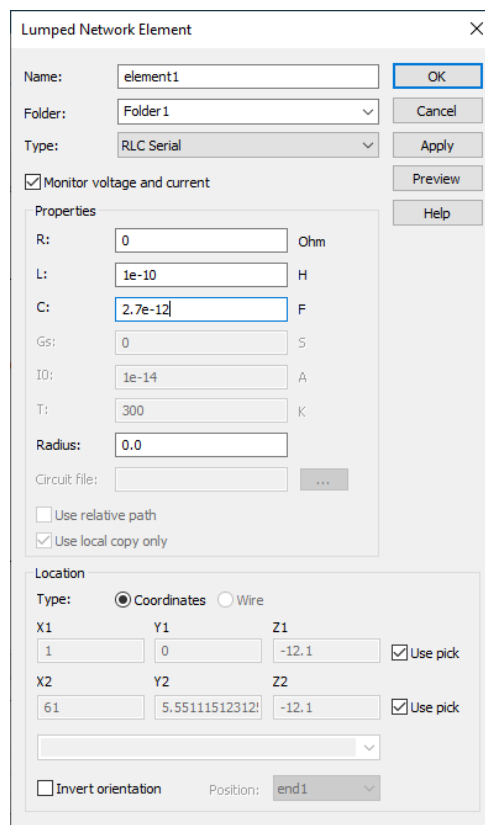 Lumped Network Element
Name: element1 OK
Folder: Folder1 Cancel
Type: RLC Serial Apply
Monitor voltage and current Preview
Properties Help
R: 0 Ohm
L: 1e-10 H
C: 2.7e-12 F
Gs: 0 S
I0: 1e-14 A
T: 300 K
Radius: 0.0
Circuit file: ...
Use relative path
Use local copy only
Location
Type: Coordinates Wire
X1 Y1 Z1
1 0 -12.1 Use pick
X2 Y2 Z2
61 5.55111512312 -12.1 Use pick
Invert orientation Position: end1